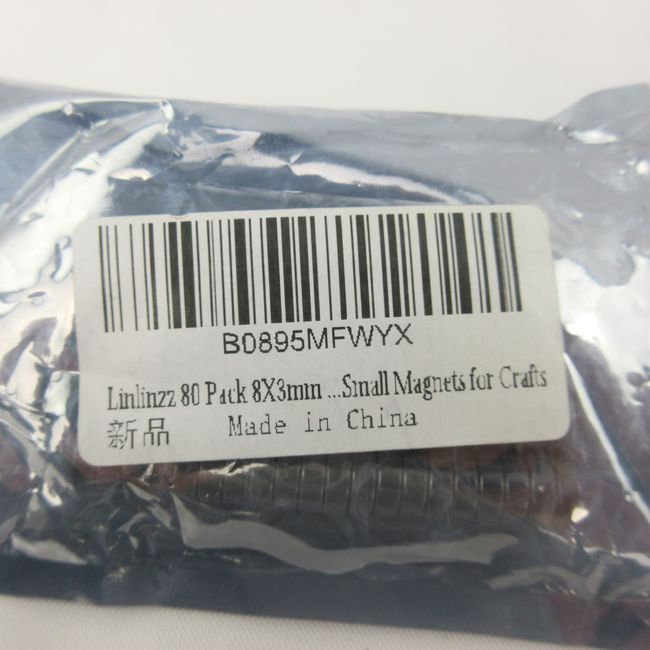 B0895MFWYX
Linlinzz 80 Pack 8X3mm ...Small Magnets for Crafts
新品 Made in China